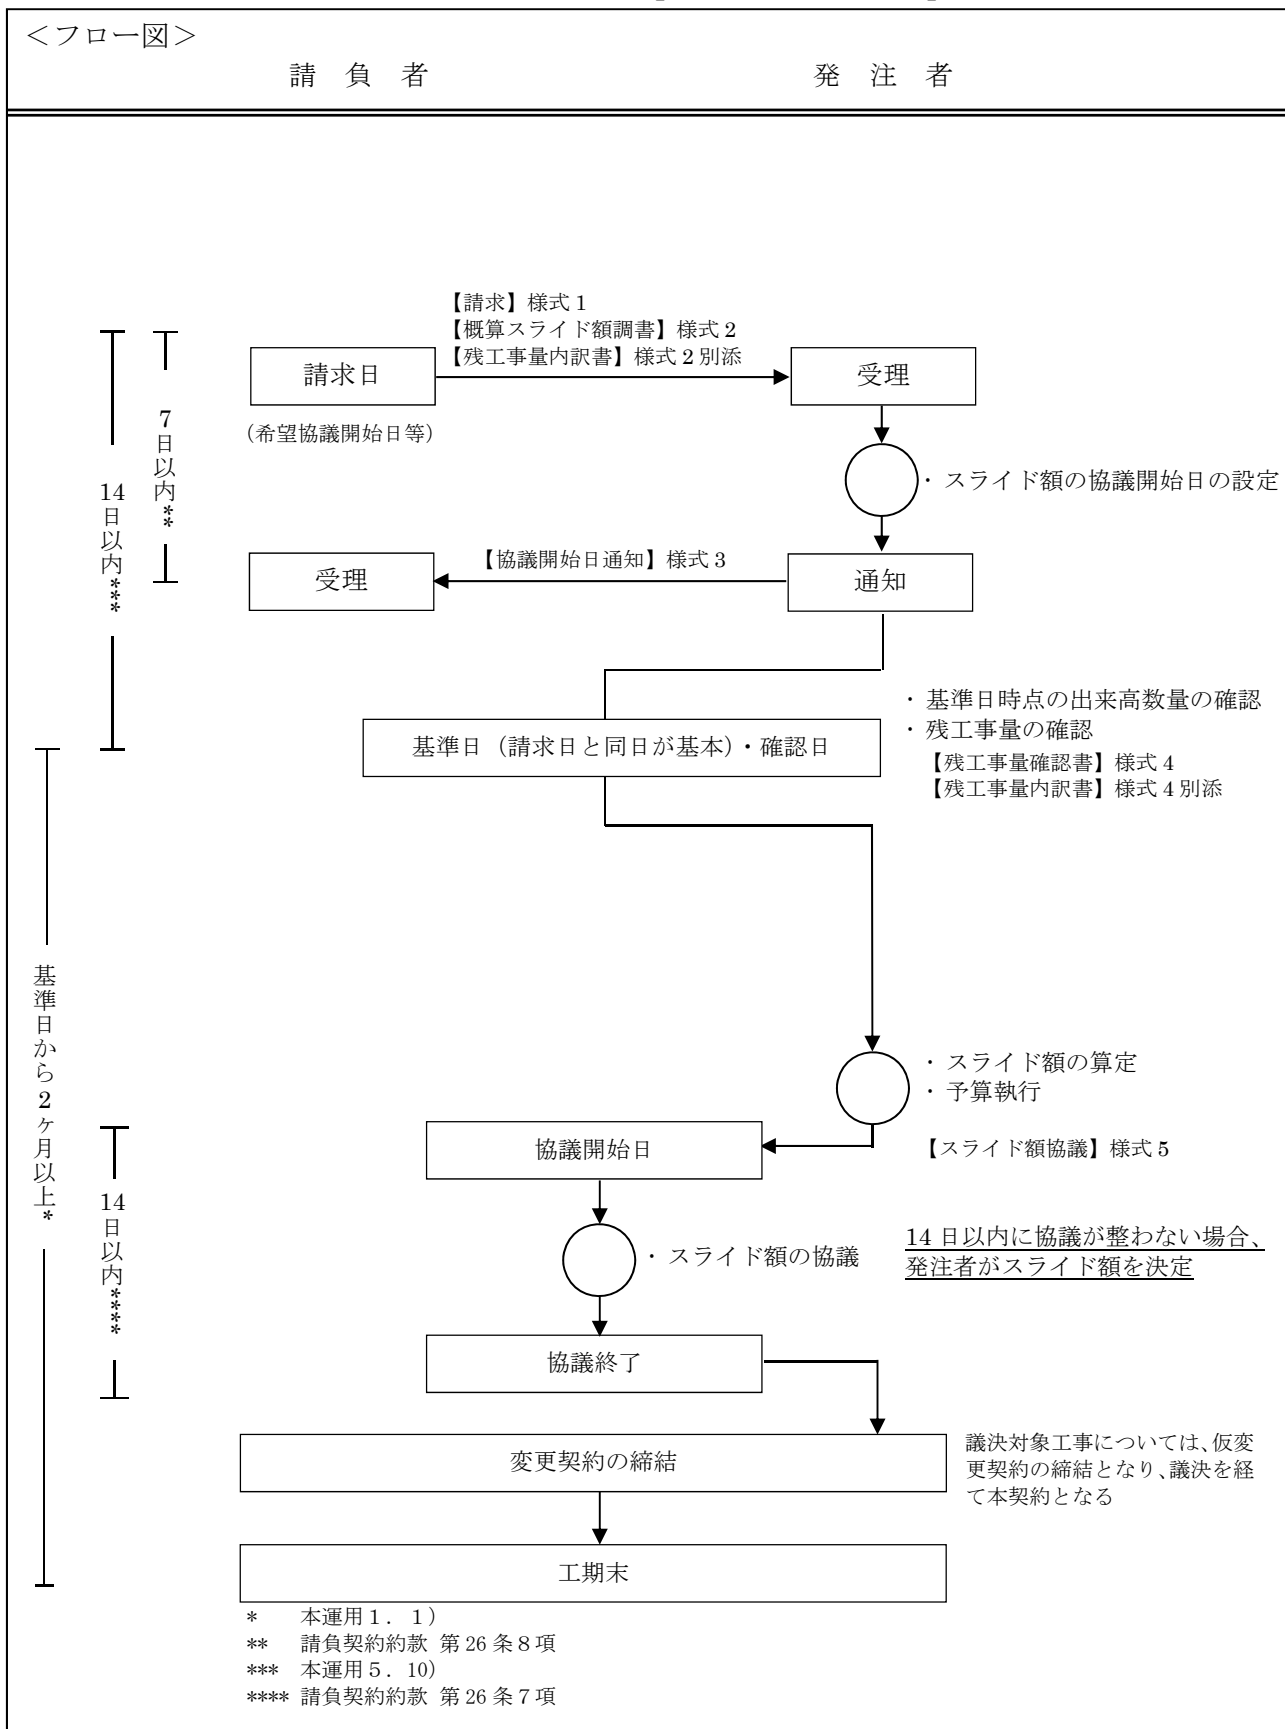 ＜フロー図＞
請　負　者
発　注　者
【請求】様式 1
【概算スライド額調書】様式 2
【残工事量内訳書】様式 2 別添
請求日
受理
(希望協議開始日等)
7日以内**
14日以内***
・ スライド額の協議開始日の設定
【協議開始日通知】様式 3
受理
通知
・ 基準日時点の出来高数量の確認
・ 残工事量の確認
【残工事量確認書】様式 4
【残工事量内訳書】様式 4 別添
基準日（請求日と同日が基本）・確認日
基準日から2ヶ月以上*
・ スライド額の算定
・ 予算執行
協議開始日
【スライド額協議】様式 5
14日以内****
・ スライド額の協議
14 日以内に協議が整わない場合、
発注者がスライド額を決定
協議終了
変更契約の締結
議決対象工事については、仮変
更契約の締結となり、議決を経
て本契約となる
工期末
* 本運用１．１）
** 請負契約約款 第 26 条８項
*** 本運用５．10）
**** 請負契約約款 第 26 条７項